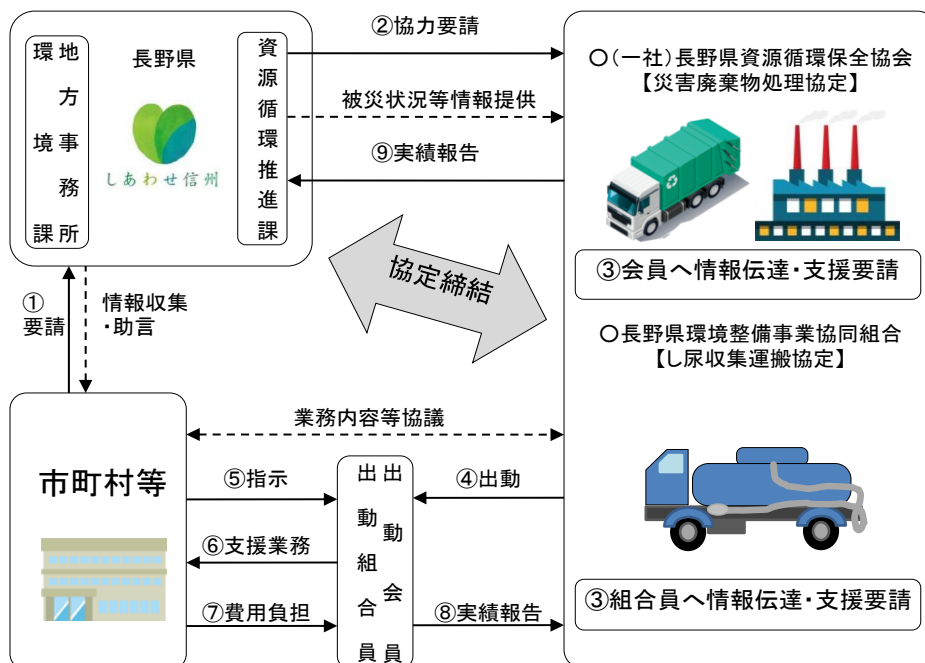 長野県
地方事務所
環境課
しあわせ信州
資源循環推進課
②協力要請
被災状況等情報提供
⑨実績報告
○(一社)長野県資源循環保全協会
【災害廃棄物処理協定】
③会員へ情報伝達・支援要請
協定締結
①
要請
情報収集
・助言
○長野県環境整備事業協同組合
【し尿収集運搬協定】
③組合員へ情報伝達・支援要請
市町村等
業務内容等協議
⑤指示
⑥支援業務
⑦費用負担
出動会員
出動組合員
④出動
⑧実績報告